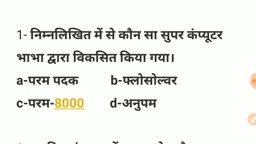 1- निम्नलिखित में से कौन सा सुपर कंप्यूटर
भाभा द्वारा विकसित किया गया।
a-परम पदक b-फ्लोसोल्वर
c-परम-8000 d-अनुपम